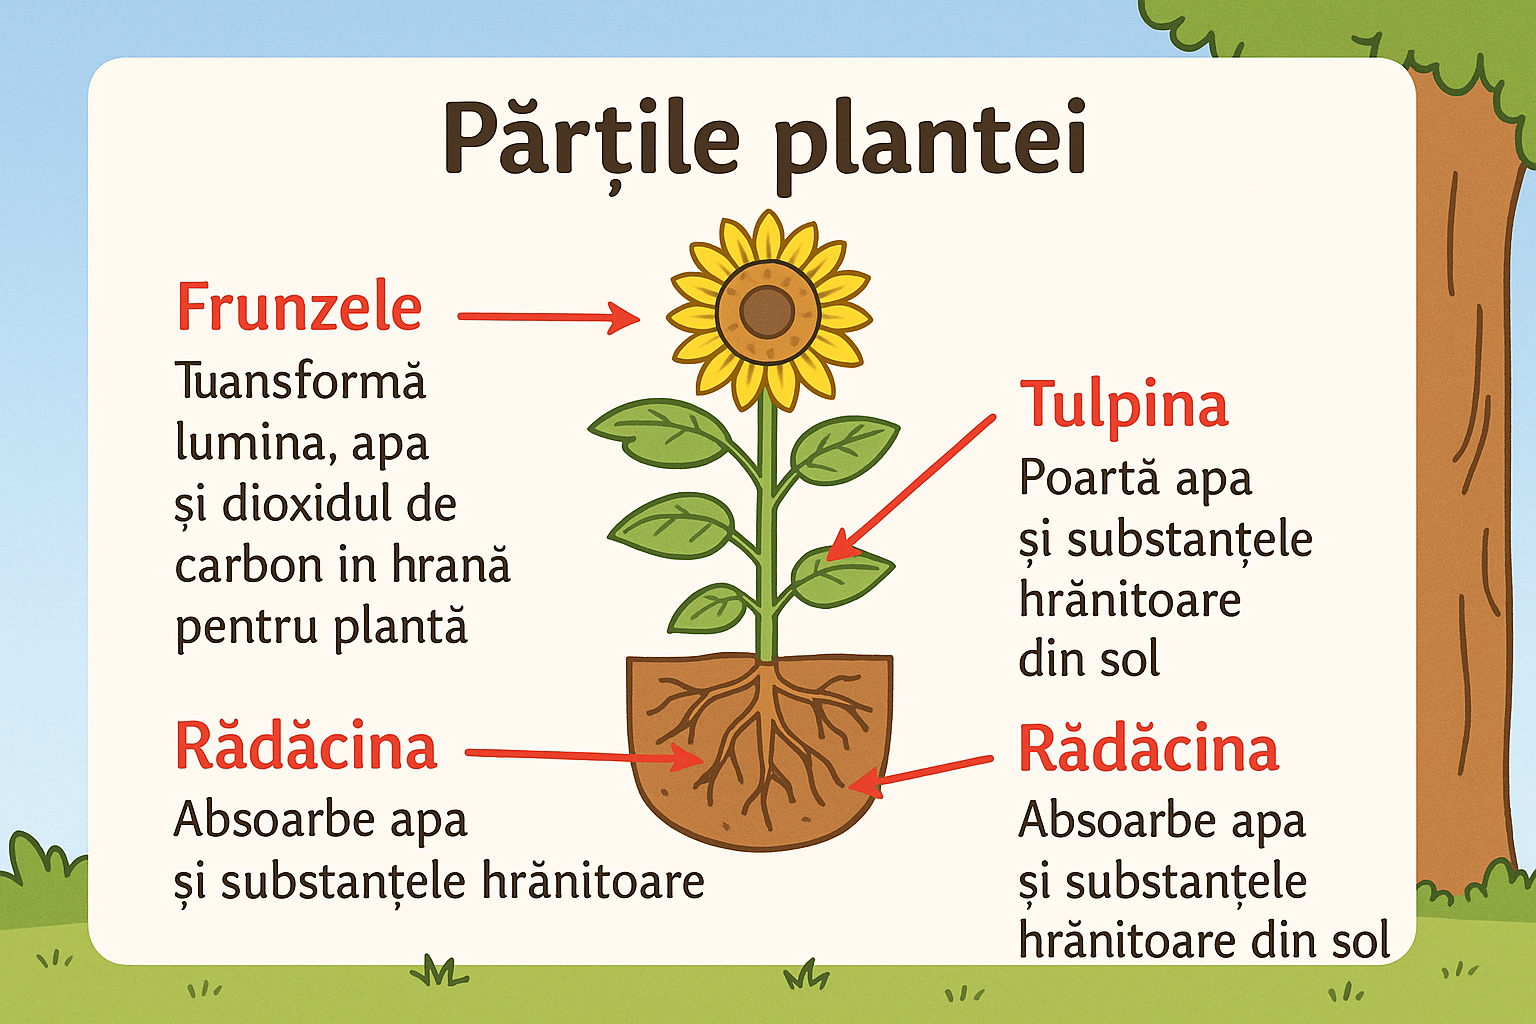 Părțile plantei
Frunzele
Tuansformă
lumina, apa
și dioxidul de
carbon in hrană
pentru plantă
Tulpina
Poartă apa
și substanțele
hrănitoare
din sol
Rădăcina
Absoarbe apa
și substanțele hrănitoare
Rădăcina
Absoarbe apa
și substanțele
hrănitoare din sol